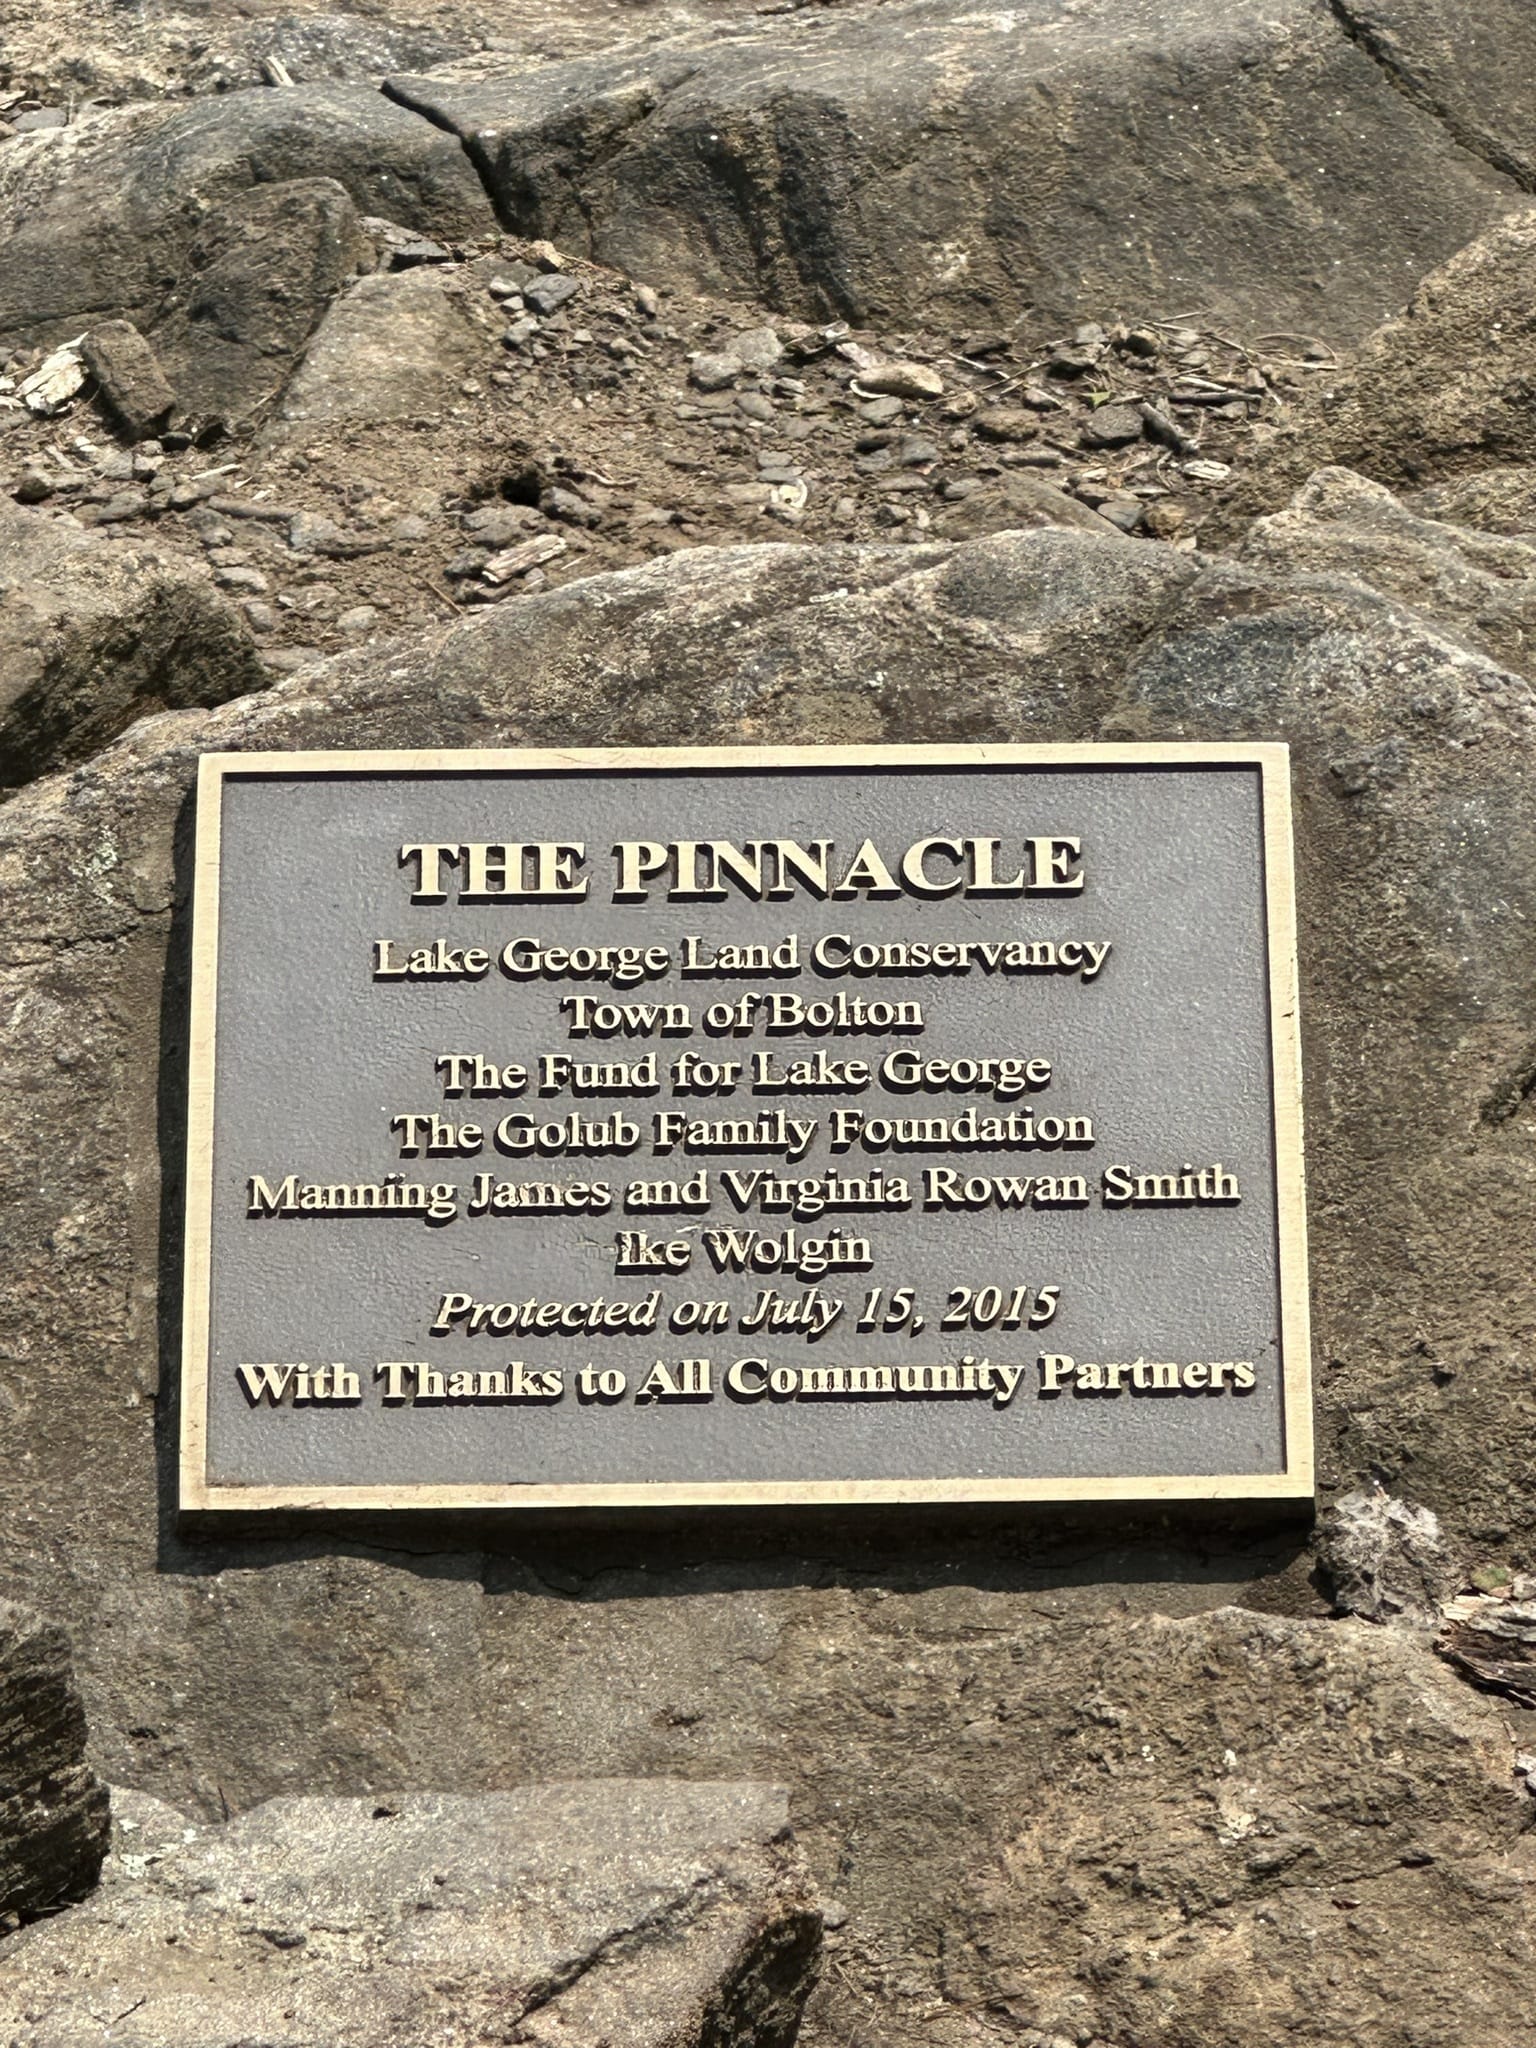 THE PINNACLE
Lake George Land Conservancy
Town of Bolton
The Fund for Lake George
The Golub Family Foundation
Manning James and Virginia Rowan Smith
Ike Wolgin
Protected on July 15, 2015
With Thanks to All Community Partners